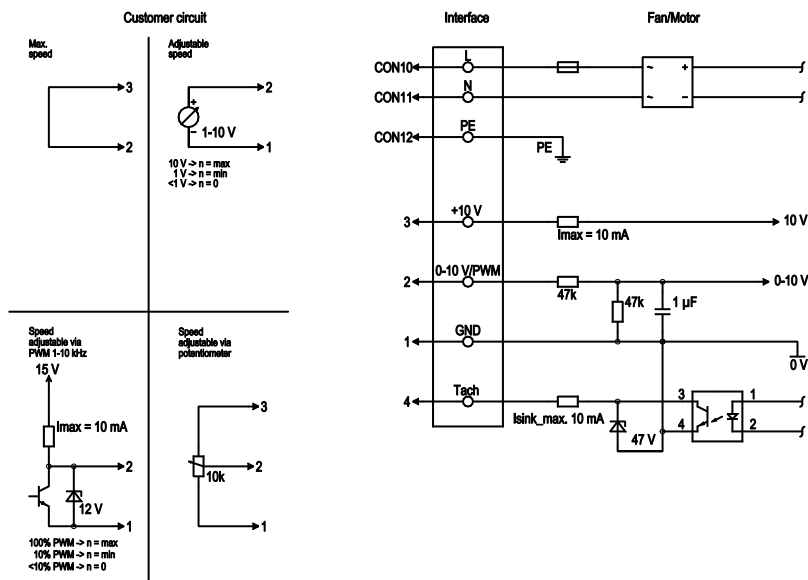 Customer circuit
Interface
Fan/Motor
Max.
speed
3
2
Adjustable
speed
2
+
1-10 V
−
1
10 V -> n = max
1 V -> n = min
<1 V -> n = 0
Speed
adjustable via
PWM 1-10 kHz
15 V
Imax = 10 mA
2
12 V
1
100% PWM -> n = max
10% PWM -> n = min
<10% PWM -> n = 0
Speed
adjustable via
potentiometer
3
2
10k
1
CON10
L
~ +
CON11
N
~ −
CON12
PE
PE
3
+10 V
10 V
Imax = 10 mA
2
0-10 V/PWM
0-10 V
47k
47k
1 µF
1
GND
0 V
4
Tach
3
1
Isink_max. 10 mA
4
2
47 V